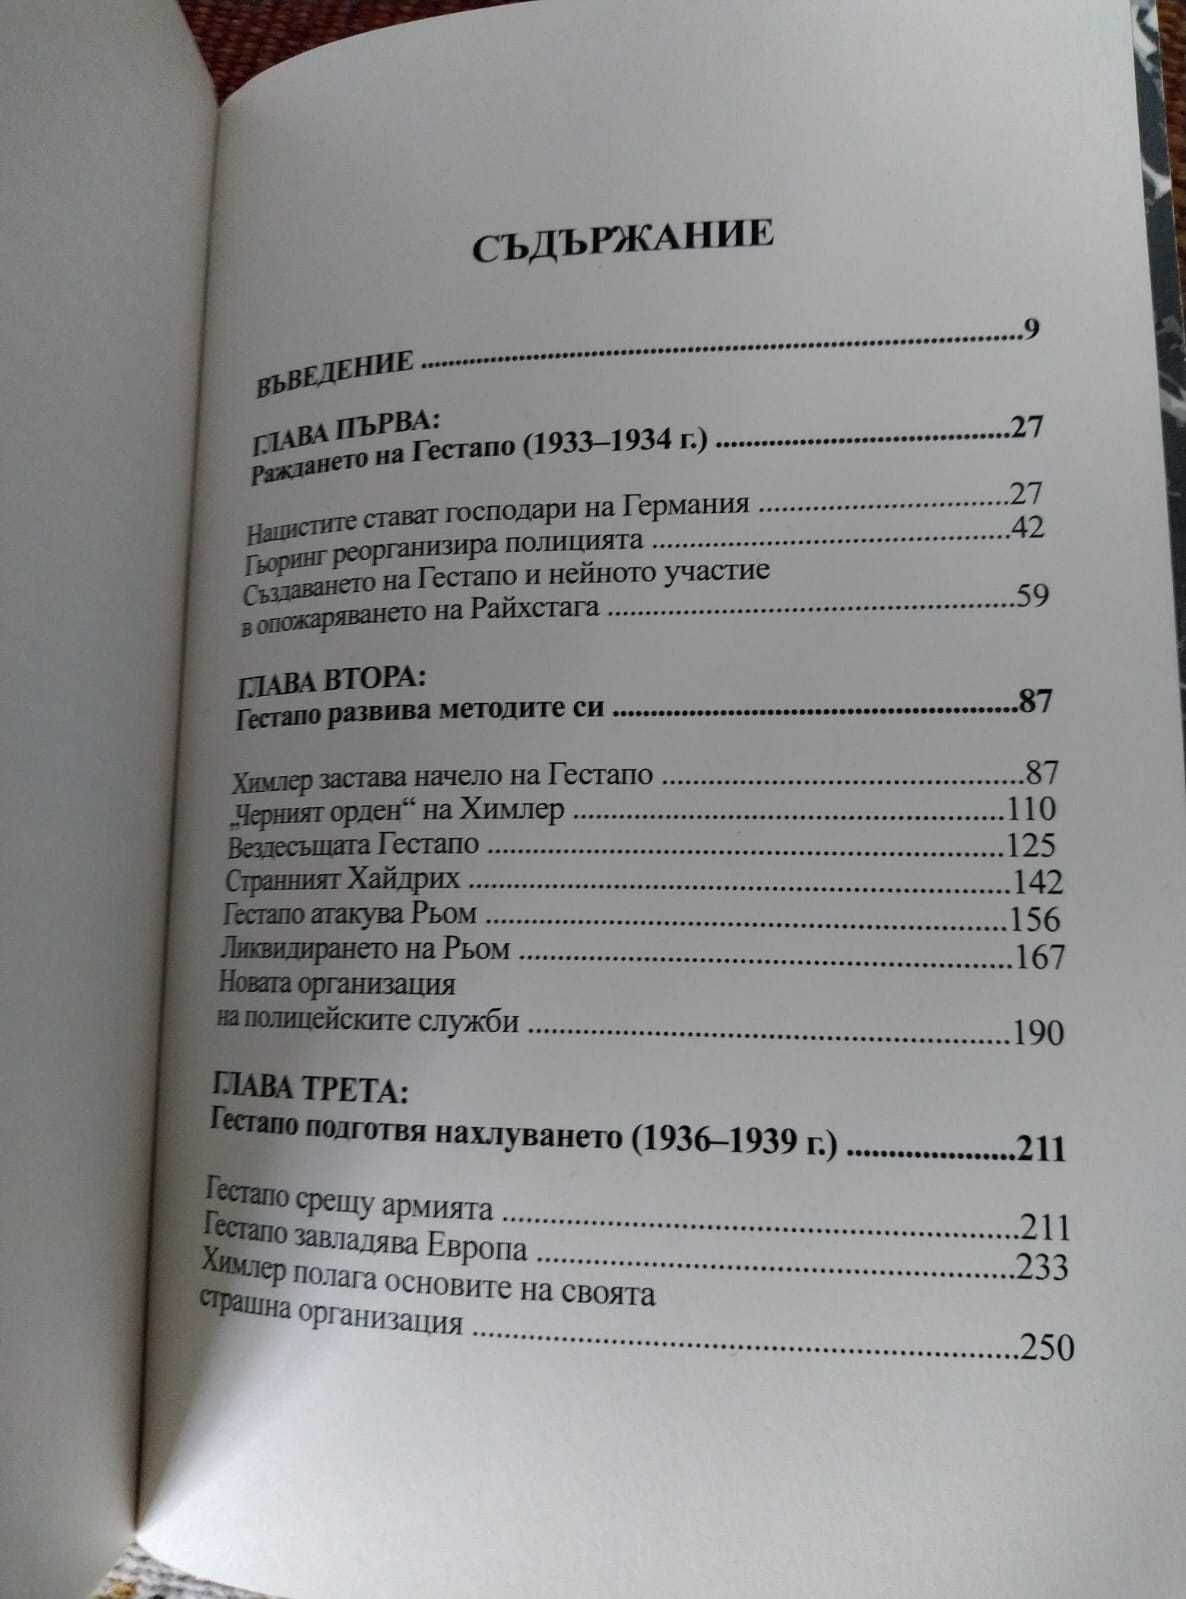 СЪДЪРЖАНИЕ
ВЪВЕДЕНИЕ ........................................................................9
ГЛАВА ПЪРВА:
Раждането на Гестапо (1933–1934 г.) ....................................27
Нацистите стават господари на Германия ..............................27
Гьоринг реорганизира полицията ...........................................42
Създаването на Гестапо и нейното участие
в опожаряването на Райхстага ................................................59
ГЛАВА ВТОРА:
Гестапо развива методите си ..................................................87
Химлер застава начело на Гестапо .........................................87
„Черният орден“ на Химлер ...................................................110
Вездесъщата Гестапо ..............................................................125
Странният Хайдрих ................................................................142
Гестапо атакува Рьом .............................................................156
Ликвидирането на Рьом .........................................................167
Новата организация
на полицейските служби ........................................................190
ГЛАВА ТРЕТА:
Гестапо подготвя нахлуването (1936–1939 г.) .....................211
Гестапо срещу армията ..........................................................211
Гестапо завладява Европа ......................................................233
Химлер полага основите на своята
страшна организация .............................................................250